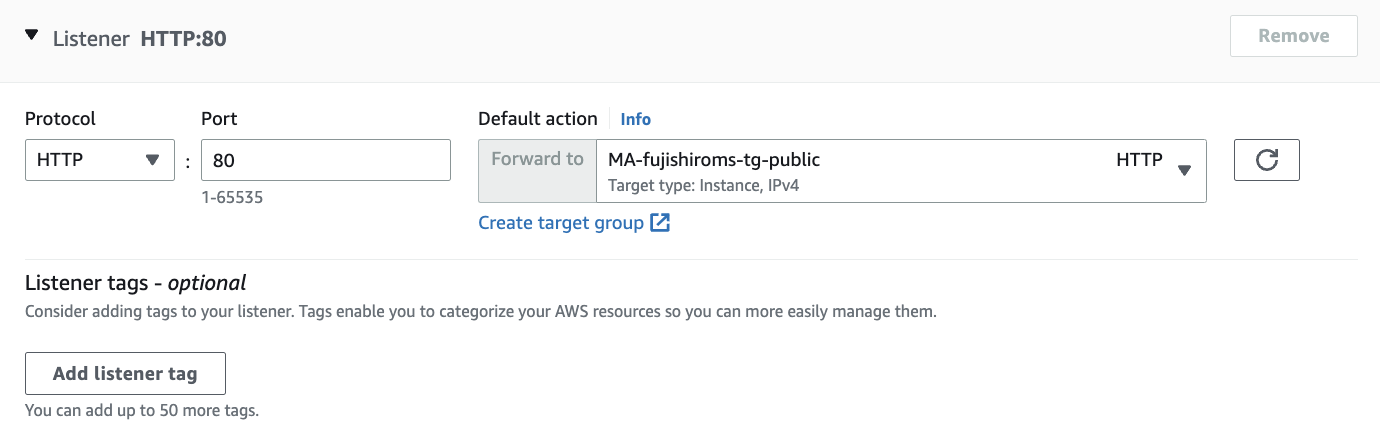 Listener HTTP:80
Remove
Protocol
Port
Default action
Info
HTTP
:
80
Forward to
MA-fujishiroms-tg-public
HTTP
Target type: Instance, IPv4
1-65535
Create target group
Listener tags - optional
Consider adding tags to your listener. Tags enable you to categorize your AWS resources so you can more easily manage them.
Add listener tag
You can add up to 50 more tags.